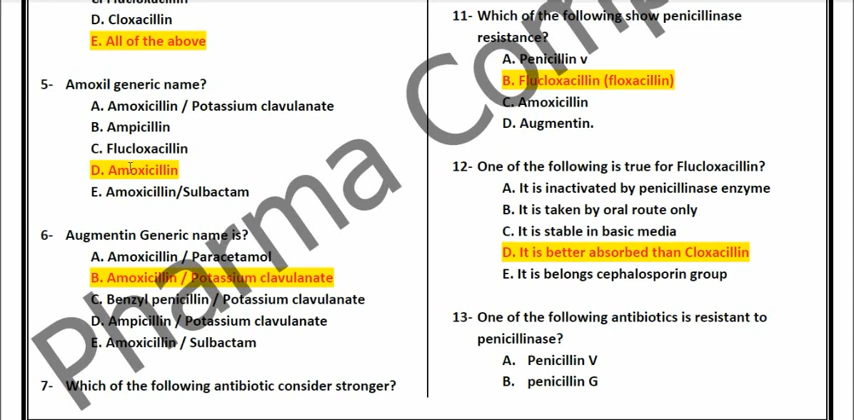 D. Cloxacillin
E. All of the above
5- Amoxil generic name?
A. Amoxicillin / Potassium clavulanate
B. Ampicillin
C. Flucloxacillin
D. Amoxicillin
E. Amoxicillin/Sulbactam
6- Augmentin Generic name is?
A. Amoxicillin / Paracetamol
B. Amoxicillin / Potassium clavulanate
C. Benzyl penicillin / Potassium clavulanate
D. Ampicillin / Potassium clavulanate
E. Amoxicillin / Sulbactam
7- Which of the following antibiotic consider stronger?
11- Which of the following show penicillinase
resistance?
A. Penicillin v
B. Flucloxacillin (floxacillin)
C. Amoxicillin
D. Augmentin.
12- One of the following is true for Flucloxacillin?
A. It is inactivated by penicillinase enzyme
B. It is taken by oral route only
C. It is stable in basic media
D. It is better absorbed than Cloxacillin
E. It is belongs cephalosporin group
13- One of the following antibiotics is resistant to
penicillinase?
A. Penicillin V
B. penicillin G
Pharma Comp